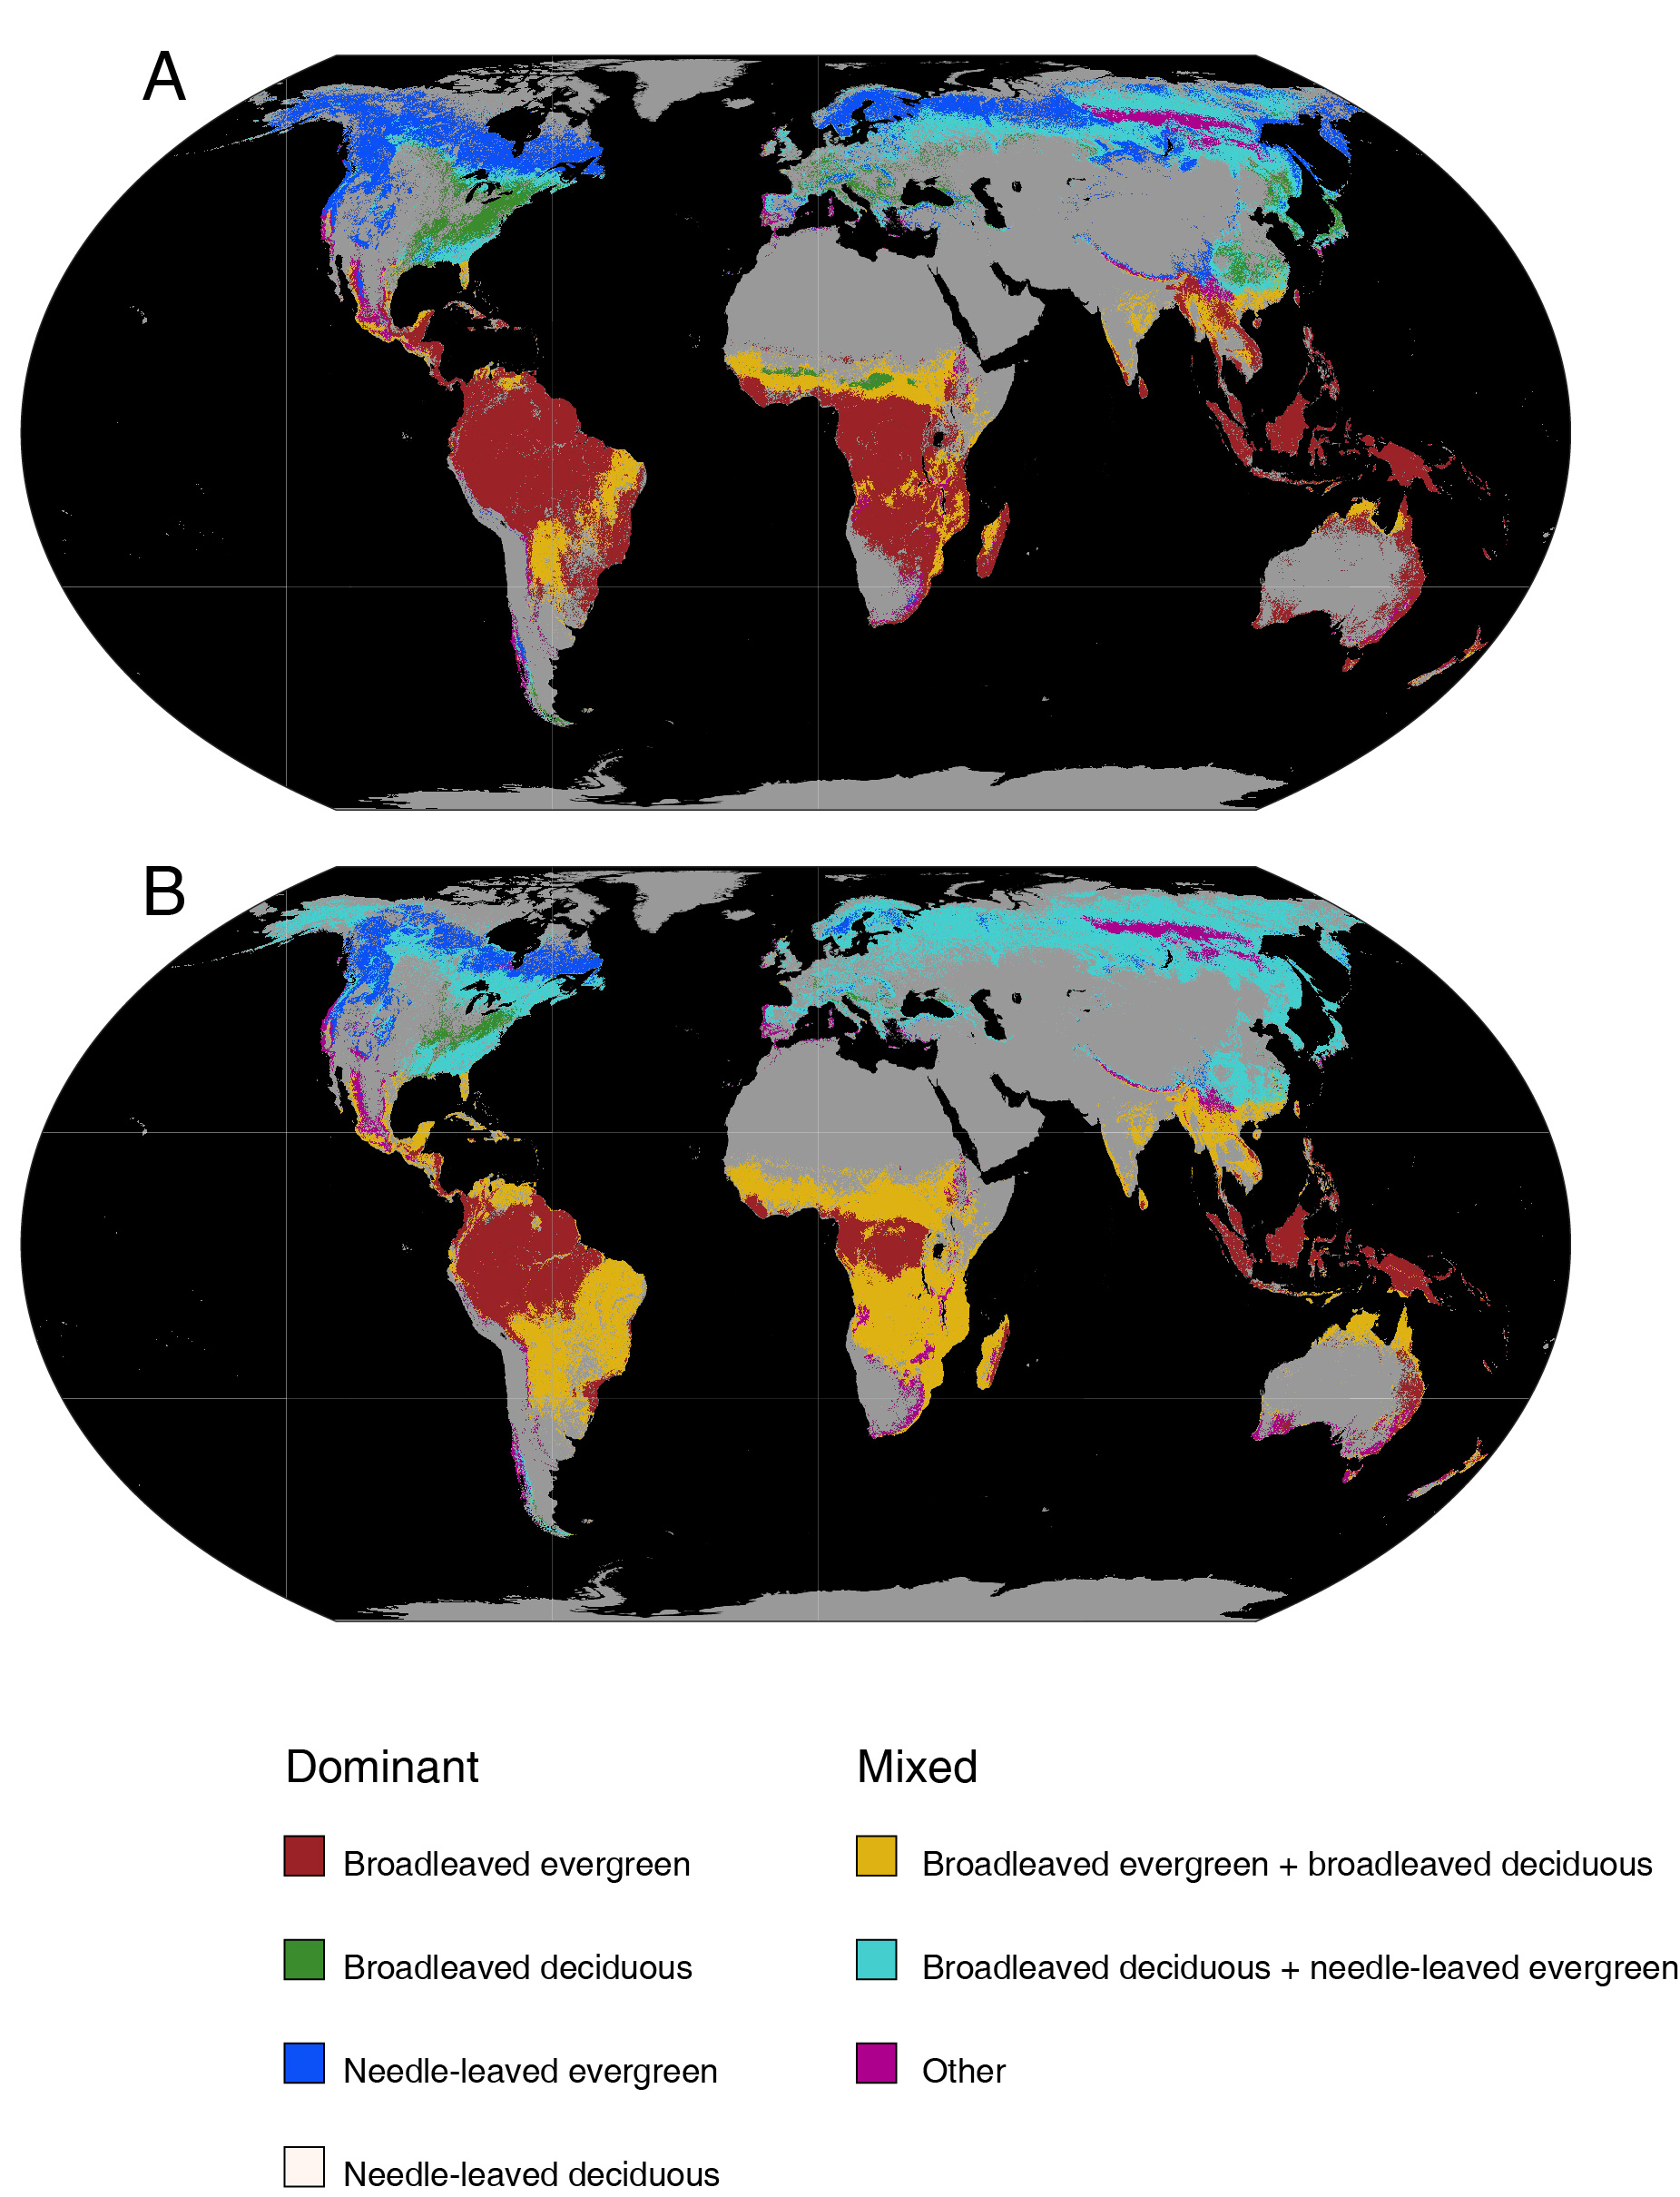 A
B
Dominant
Mixed
Broadleaved evergreen
Broadleaved evergreen + broadleaved deciduous
Broadleaved deciduous
Broadleaved deciduous + needle-leaved evergreen
Needle-leaved evergreen
Other
Needle-leaved deciduous